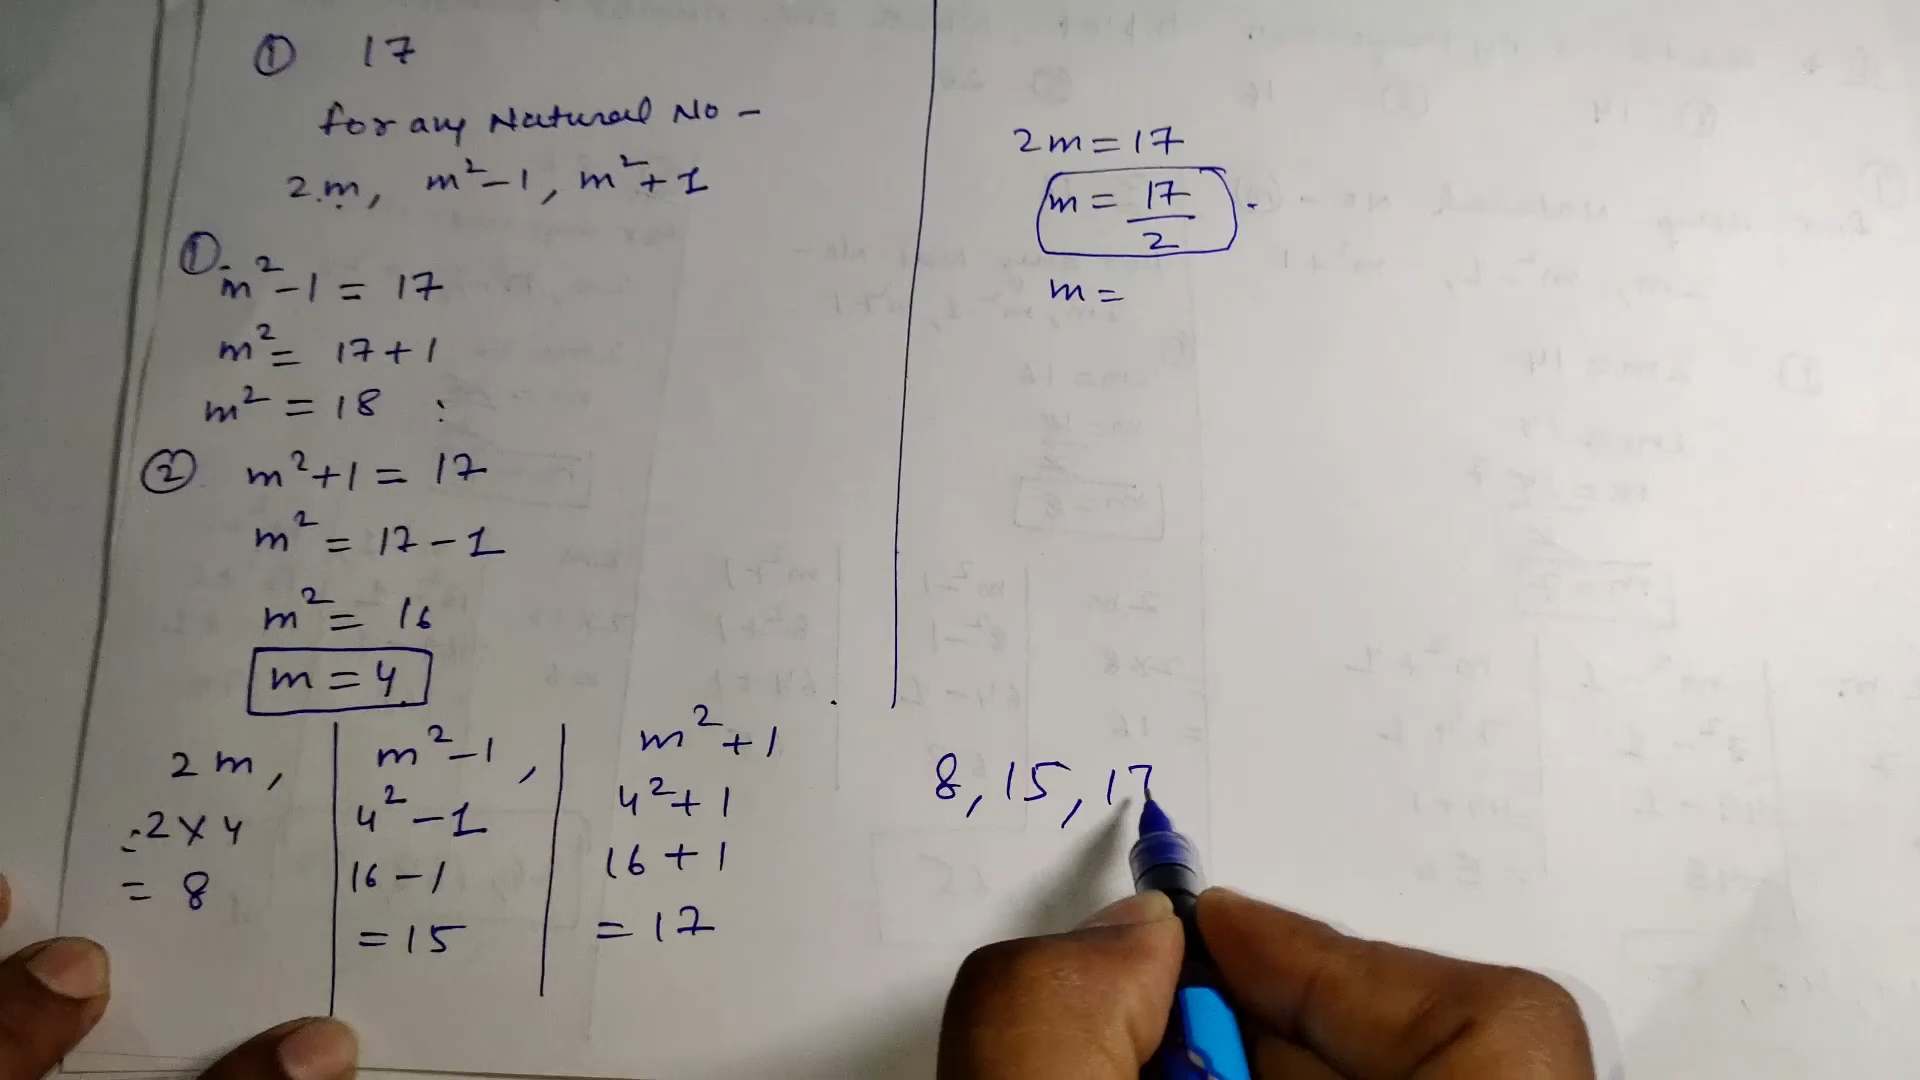 ① 17
for any Natural No -
2.m, m²-1, m²+1
① m²-1 = 17
m² = 17+1
m² = 18 :
② m²+1 = 17
m² = 17-1
m² = 16
m = 4
2m, | m²-1, | m²+1
=2×4 | 4²-1 | 4²+1
= 8 | 16-1 | 16+1
=15 | =17
2m=17
m = 17/2 .
m =
8, 15, 17